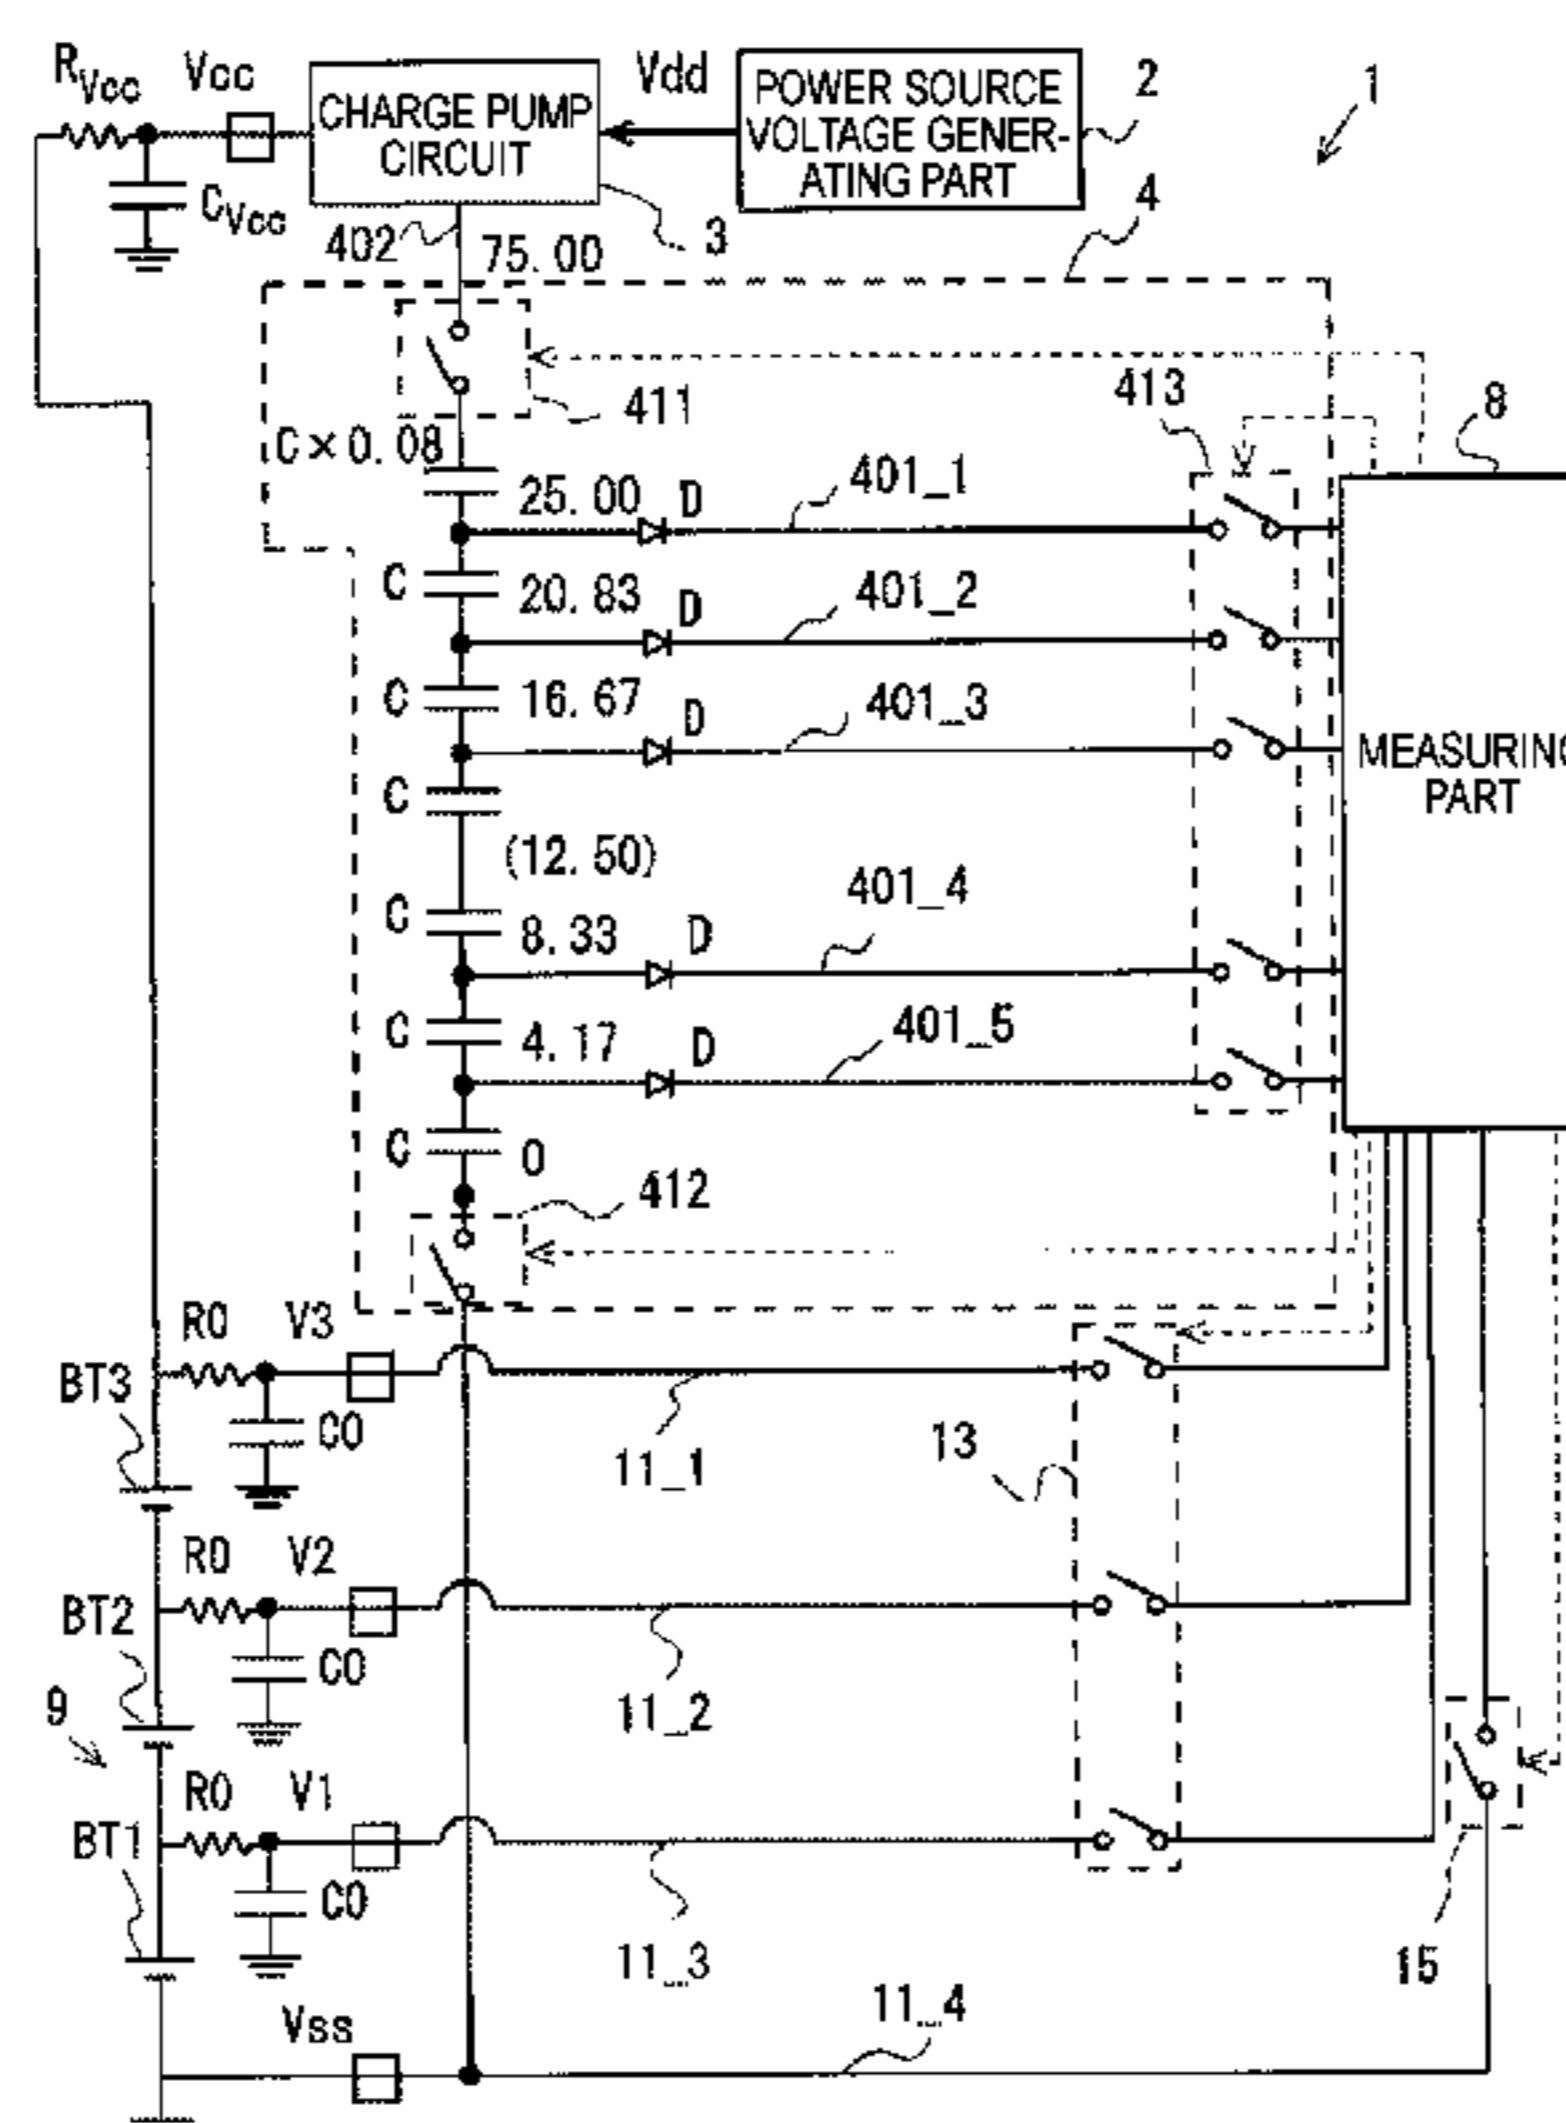 R_Vcc
Vcc
CHARGE PUMP
CIRCUIT
Vdd
POWER SOURCE
VOLTAGE GENER-
ATING PART
2
1
C_Vcc
402
75.00
3
4
411
C×0.08
413
8
25.00
D
401_1
C
20.83
D
401_2
C
16.67
D
401_3
C
MEASURING
PART
(12.50)
C
8.33
D
401_4
C
4.17
D
401_5
C
0
412
R0
V3
BT3
C0
11_1
13
R0
V2
BT2
C0
11_2
9
R0
V1
BT1
C0
11_3
15
Vss
11_4